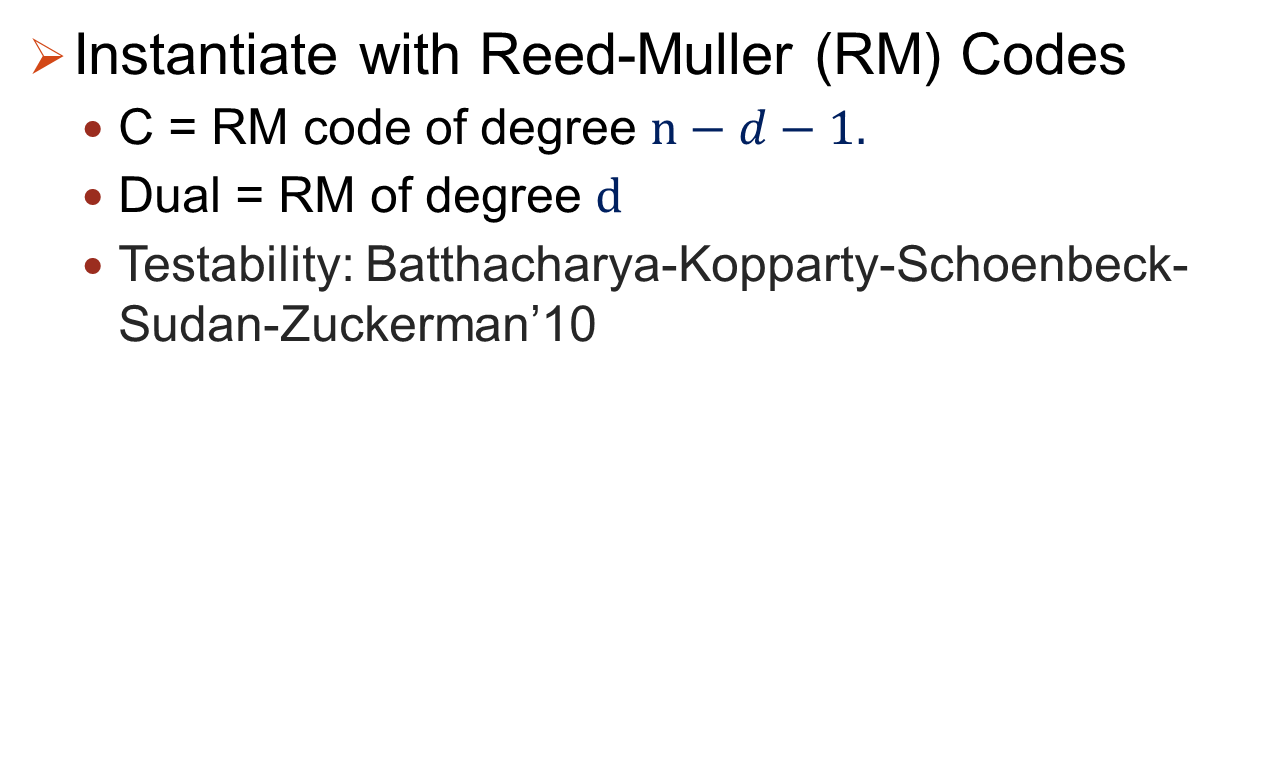 ➢ Instantiate with Reed-Muller (RM) Codes
• C = RM code of degree n − d − 1.
• Dual = RM of degree d
• Testability: Batthacharya-Kopparty-Schoenbeck-
Sudan-Zuckerman’10